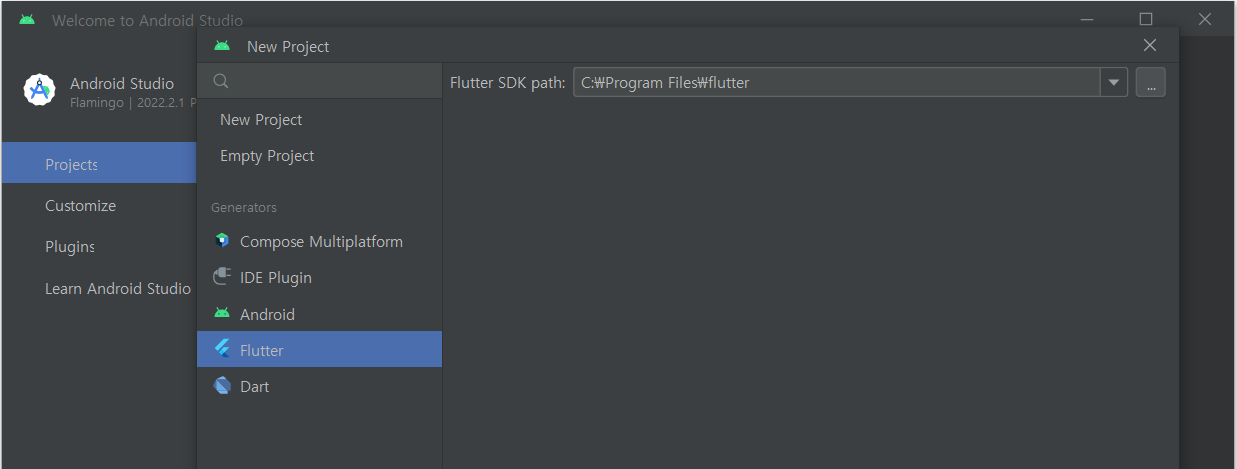 Welcome to Android Studio
New Project
Android Studio
Flamingo | 2022.2.1 P
Projects
Customize
Plugins
Learn Android Studio
New Project
Empty Project
Generators
Compose Multiplatform
IDE Plugin
Android
Flutter
Dart
Flutter SDK path: C:₩Program Files₩flutter
...